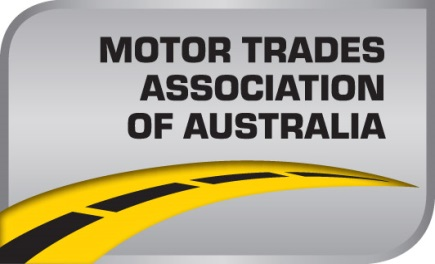 MOTOR TRADES
ASSOCIATION
OF AUSTRALIA